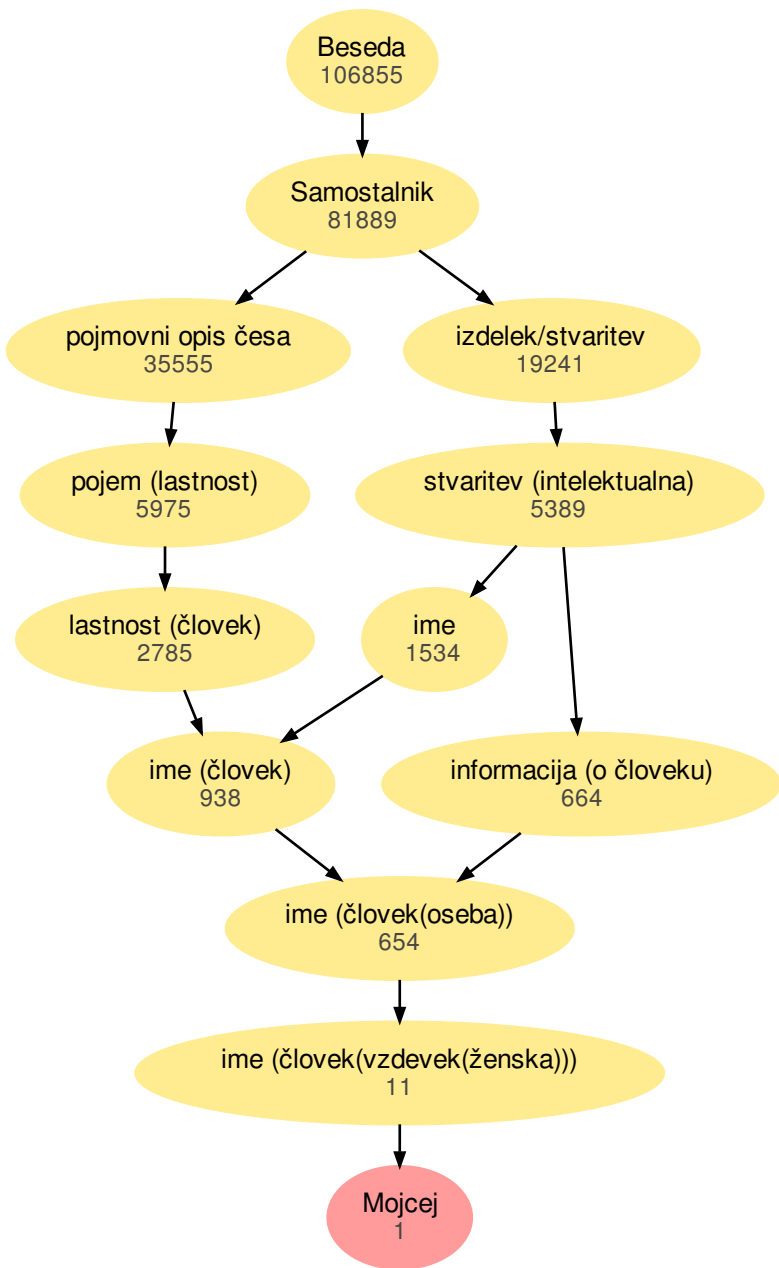 Beseda
106855
Samostalnik
81889
pojmovni opis česa
35555
izdelek/stvaritev
19241
pojem (lastnost)
5975
stvaritev (intelektualna)
5389
lastnost (človek)
2785
ime
1534
ime (človek)
938
informacija (o človeku)
664
ime (človek(oseba))
654
ime (človek(vzdevek(ženska)))
11
Mojcej
1